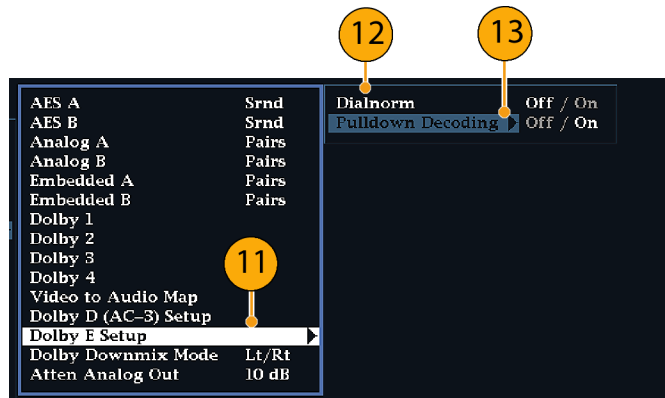 12
13
AES A Srnd
AES B Srnd
Analog A Pairs
Analog B Pairs
Embedded A Pairs
Embedded B Pairs
Dolby 1
Dolby 2
Dolby 3
Dolby 4
Video to Audio Map
Dolby D (AC–3) Setup
Dolby E Setup
Dolby Downmix Mode Lt/Rt
Atten Analog Out 10 dB
11
Dialnorm Off / On
Pulldown Decoding Off / On